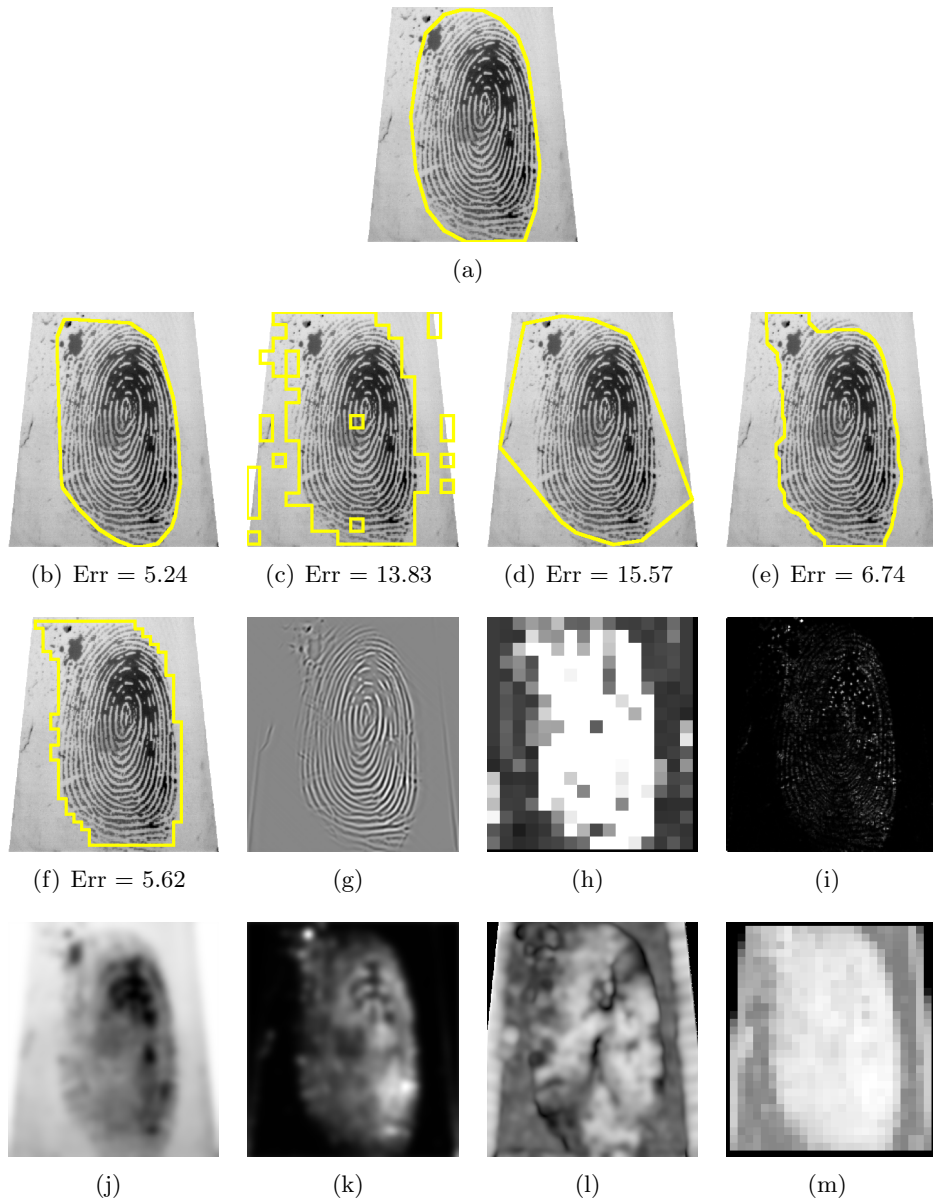 (a)
(b) Err = 5.24
(c) Err = 13.83
(d) Err = 15.57
(e) Err = 6.74
(f) Err = 5.62
(g)
(h)
(i)
(j)
(k)
(l)
(m)